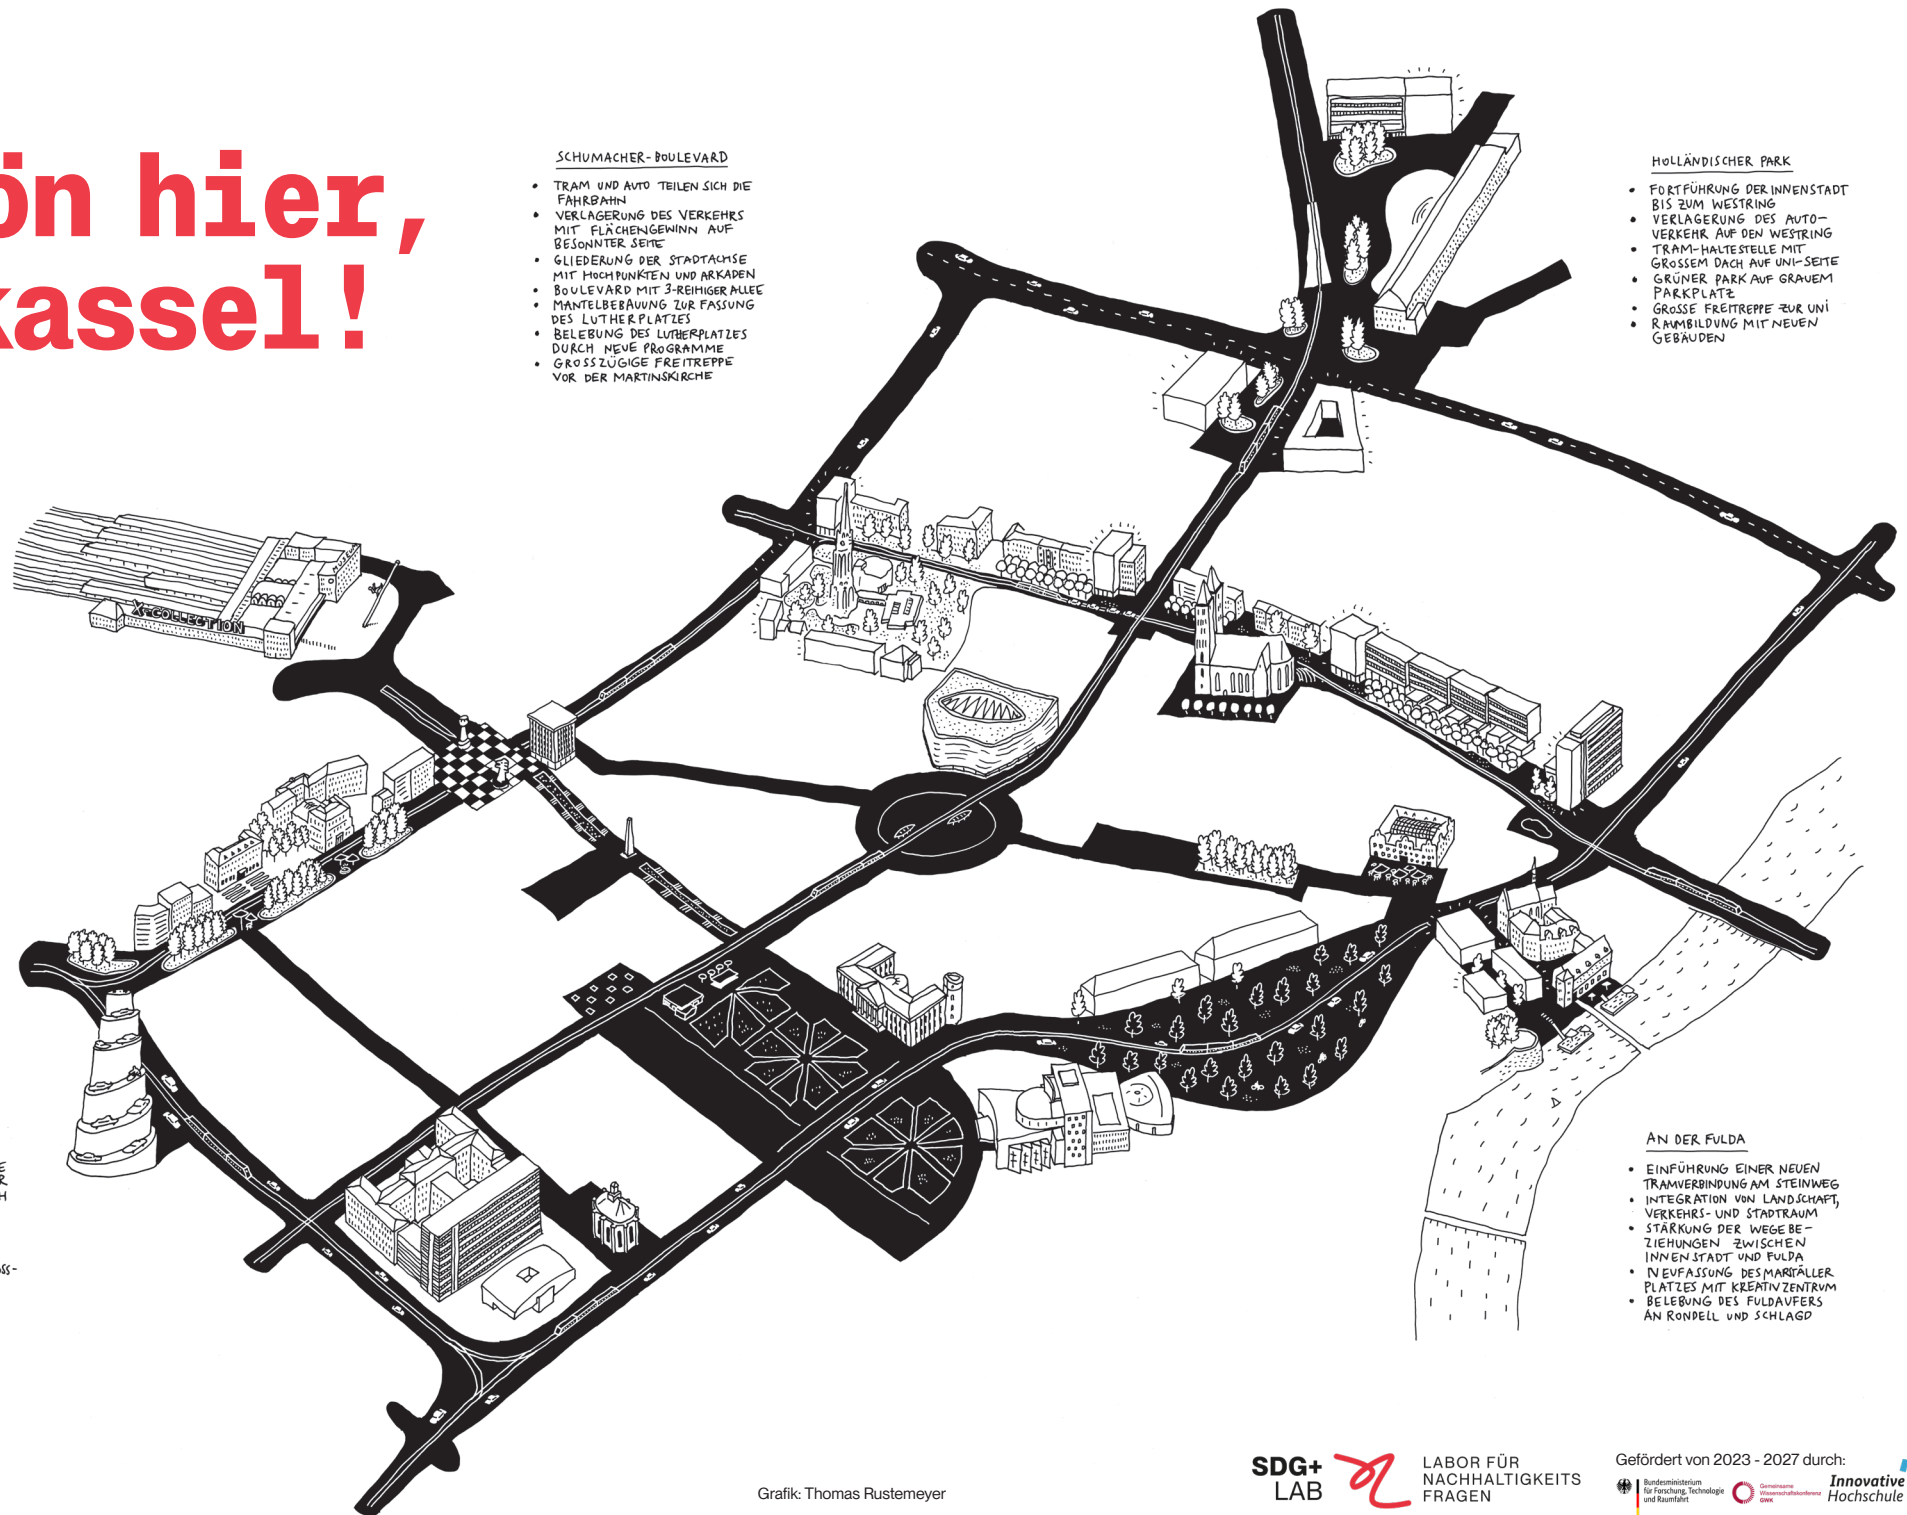 ön hier,
kassel!
SCHUMACHER-BOULEVARD
• TRAM UND AUTO TEILEN SICH DIE
FAHRBAHN
• VERLAGERUNG DES VERKEHRS
MIT FLÄCHENGEWINN AUF
BESONNTER SEITE
• GLIEDERUNG DER STADTACHSE
MIT HOCHPUNKTEN UND ARKADEN
• BOULEVARD MIT 3-REIHIGER ALLEE
• MANTELBEBAUUNG ZUR FASSUNG
DES LUTHERPLATZES
• BELEBUNG DES LUTHERPLATZES
DURCH NEUE PROGRAMME
• GROSSZÜGIGE FREITREPPE
VOR DER MARTINSKIRCHE
HOLLÄNDISCHER PARK
• FORTFÜHRUNG DER INNENSTADT
BIS ZUM WESTRING
• VERLAGERUNG DES AUTO-
VERKEHR AUF DEN WESTRING
• TRAM-HALTESTELLE MIT
GROSSEM DACH AUF UNI-SEITE
• GRÜNER PARK AUF GRAUEM
PARKPLATZ
• GROSSE FREITREPPE ZUR UNI
• RAUMBILDUNG MIT NEUEN
GEBÄUDEN
X-COLLECTION
E
R
H
SS-
AN DER FULDA
• EINFÜHRUNG EINER NEUEN
TRAMVERBINDUNG AM STEINWEG
• INTEGRATION VON LANDSCHAFT,
VERKEHRS- UND STADTRAUM
• STÄRKUNG DER WEGEBE-
ZIEHUNGEN ZWISCHEN
INNENSTADT UND FULDA
• NEUFASSUNG DES MARSTÄLLER
PLATZES MIT KREATIVZENTRUM
• BELEBUNG DES FULDAUFERS
AN RONDELL UND SCHLAGD
Grafik: Thomas Rustemeyer
SDG+
LAB
LABOR FÜR
NACHHALTIGKEITS
FRAGEN
Gefördert von 2023 - 2027 durch:
Bundesministerium
für Forschung, Technologie
und Raumfahrt
Gemeinsame
Wissenschaftskonferenz
GWK
Innovative
Hochschule